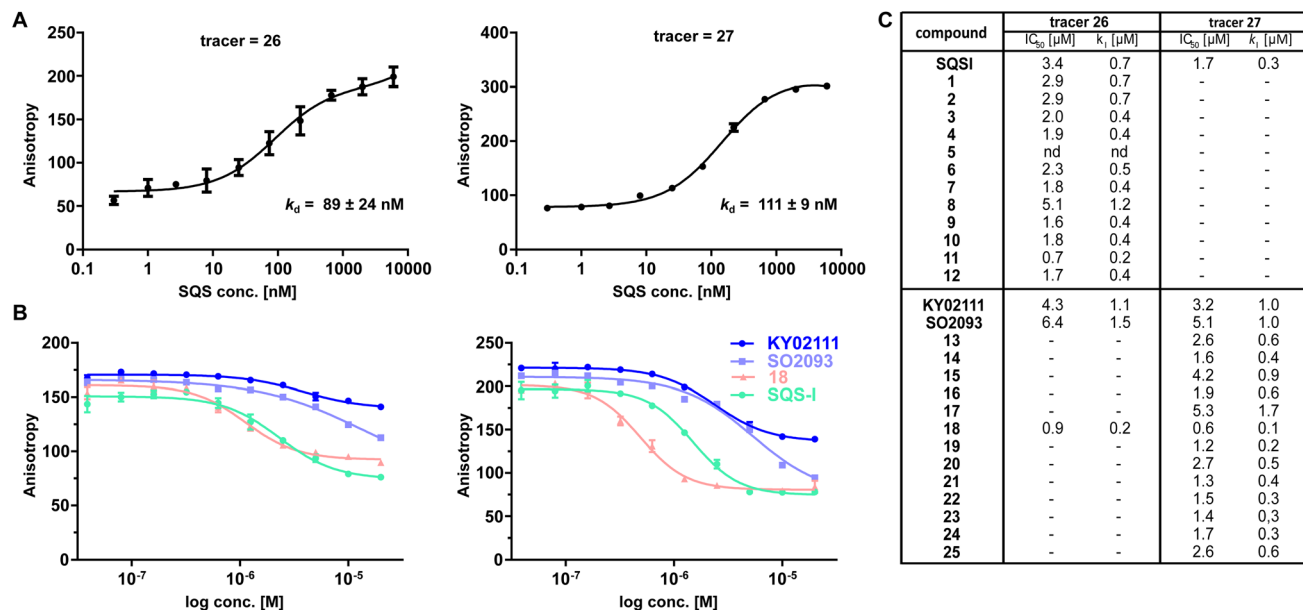 A
tracer = 26
250
200
150
100
50
0
Anisotropy
kd = 89 ± 24 nM
0.1 1 10 100 1000 10000
SQS conc. [nM]
tracer = 27
400
300
200
100
0
Anisotropy
kd = 111 ± 9 nM
0.1 1 10 100 1000 10000
SQS conc. [nM]
B
200
150
100
50
0
Anisotropy
10-7 10-6 10-5
log conc. [M]
250
200
150
100
50
0
Anisotropy
KY02111
SO2093
18
SQS-I
10-7 10-6 10-5
log conc. [M]
C
compound tracer 26 tracer 27
IC50 [µM] kI [µM] IC50 [µM] kI [µM]
SQSI 3.4 0.7 1.7 0.3
1 2.9 0.7 - -
2 2.9 0.7 - -
3 2.0 0.4 - -
4 1.9 0.4 - -
5 nd nd - -
6 2.3 0.5 - -
7 1.8 0.4 - -
8 5.1 1.2 - -
9 1.6 0.4 - -
10 1.8 0.4 - -
11 0.7 0.2 - -
12 1.7 0.4 - -
KY02111 4.3 1.1 3.2 1.0
SO2093 6.4 1.5 5.1 1.0
13 - - 2.6 0.6
14 - - 1.6 0.4
15 - - 4.2 0.9
16 - - 1.9 0.6
17 - - 5.3 1.7
18 0.9 0.2 0.6 0.1
19 - - 1.2 0.2
20 - - 2.7 0.5
21 - - 1.3 0.4
22 - - 1.5 0.3
23 - - 1.4 0,3
24 - - 1.7 0.3
25 - - 2.6 0.6